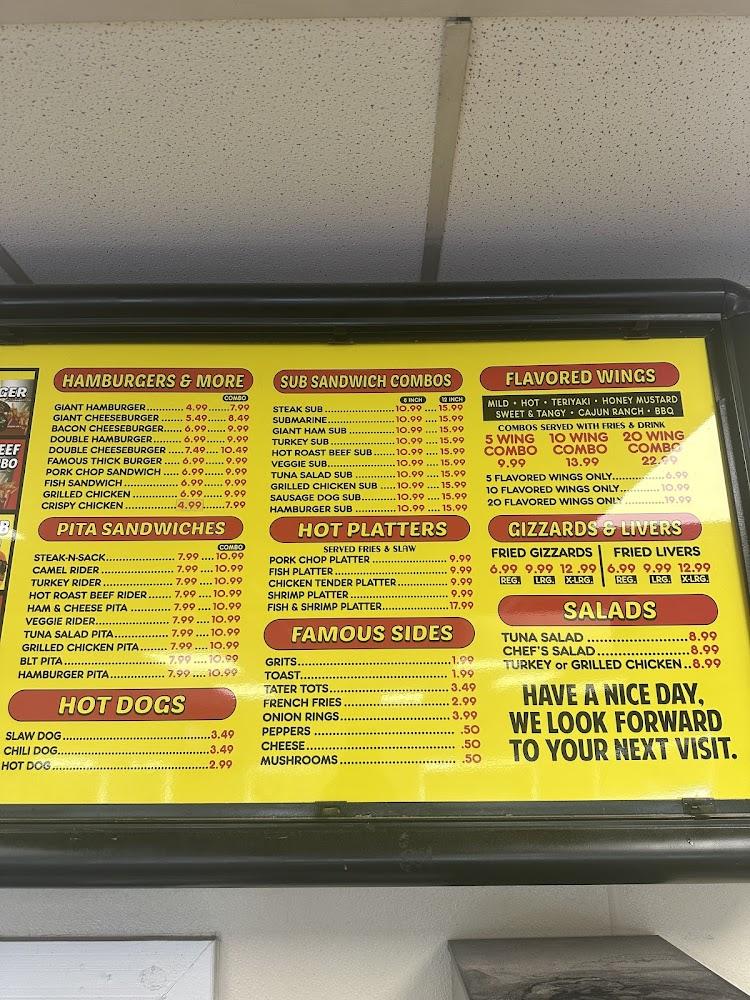 GER
EEF
BO
B
HAMBURGERS & MORE
COMBO
GIANT HAMBURGER 4.99 7.99
GIANT CHEESEBURGER 5.49 8.49
BACON CHEESEBURGER 6.99 9.99
DOUBLE HAMBURGER 6.99 9.99
DOUBLE CHEESEBURGER 7.49 10.49
FAMOUS THICK BURGER 6.99 9.99
PORK CHOP SANDWICH 6.99 9.99
FISH SANDWICH 6.99 9.99
GRILLED CHICKEN 6.99 9.99
CRISPY CHICKEN 4.99 7.99
PITA SANDWICHES
COMBO
STEAK-N-SACK 7.99 10.99
CAMEL RIDER 7.99 10.99
TURKEY RIDER 7.99 10.99
HOT ROAST BEEF RIDER 7.99 10.99
HAM & CHEESE PITA 7.99 10.99
VEGGIE RIDER 7.99 10.99
TUNA SALAD PITA 7.99 10.99
GRILLED CHICKEN PITA 7.99 10.99
BLT PITA 7.99 10.99
HAMBURGER PITA 7.99 10.99
HOT DOGS
SLAW DOG 3.49
CHILI DOG 3.49
HOT DOG 2.99
SUB SANDWICH COMBOS
6 INCH 12 INCH
STEAK SUB 10.99 15.99
SUBMARINE 10.99 15.99
GIANT HAM SUB 10.99 15.99
TURKEY SUB 10.99 15.99
HOT ROAST BEEF SUB 10.99 15.99
VEGGIE SUB 10.99 15.99
TUNA SALAD SUB 10.99 15.99
GRILLED CHICKEN SUB 10.99 15.99
SAUSAGE DOG SUB 10.99 15.99
HAMBURGER SUB 10.99 15.99
HOT PLATTERS
SERVED FRIES & SLAW
PORK CHOP PLATTER 9.99
FISH PLATTER 9.99
CHICKEN TENDER PLATTER 9.99
SHRIMP PLATTER 9.99
FISH & SHRIMP PLATTER 17.99
FAMOUS SIDES
GRITS 1.99
TOAST 1.99
TATER TOTS 3.49
FRENCH FRIES 2.99
ONION RINGS 3.99
PEPPERS .50
CHEESE .50
MUSHROOMS .50
FLAVORED WINGS
MILD • HOT • TERIYAKI • HONEY MUSTARD
SWEET & TANGY • CAJUN RANCH • BBQ
COMBOS SERVED WITH FRIES & DRINK
5 WING 10 WING 20 WING
COMBO COMBO COMBO
9.99 13.99 22.99
5 FLAVORED WINGS ONLY 6.99
10 FLAVORED WINGS ONLY 10.99
20 FLAVORED WINGS ONLY 19.99
GIZZARDS & LIVERS
FRIED GIZZARDS FRIED LIVERS
6.99 9.99 12.99 6.99 9.99 12.99
REG. LRG. X-LRG. REG. LRG. X-LRG.
SALADS
TUNA SALAD 8.99
CHEF'S SALAD 8.99
TURKEY or GRILLED CHICKEN 8.99
HAVE A NICE DAY,
WE LOOK FORWARD
TO YOUR NEXT VISIT.